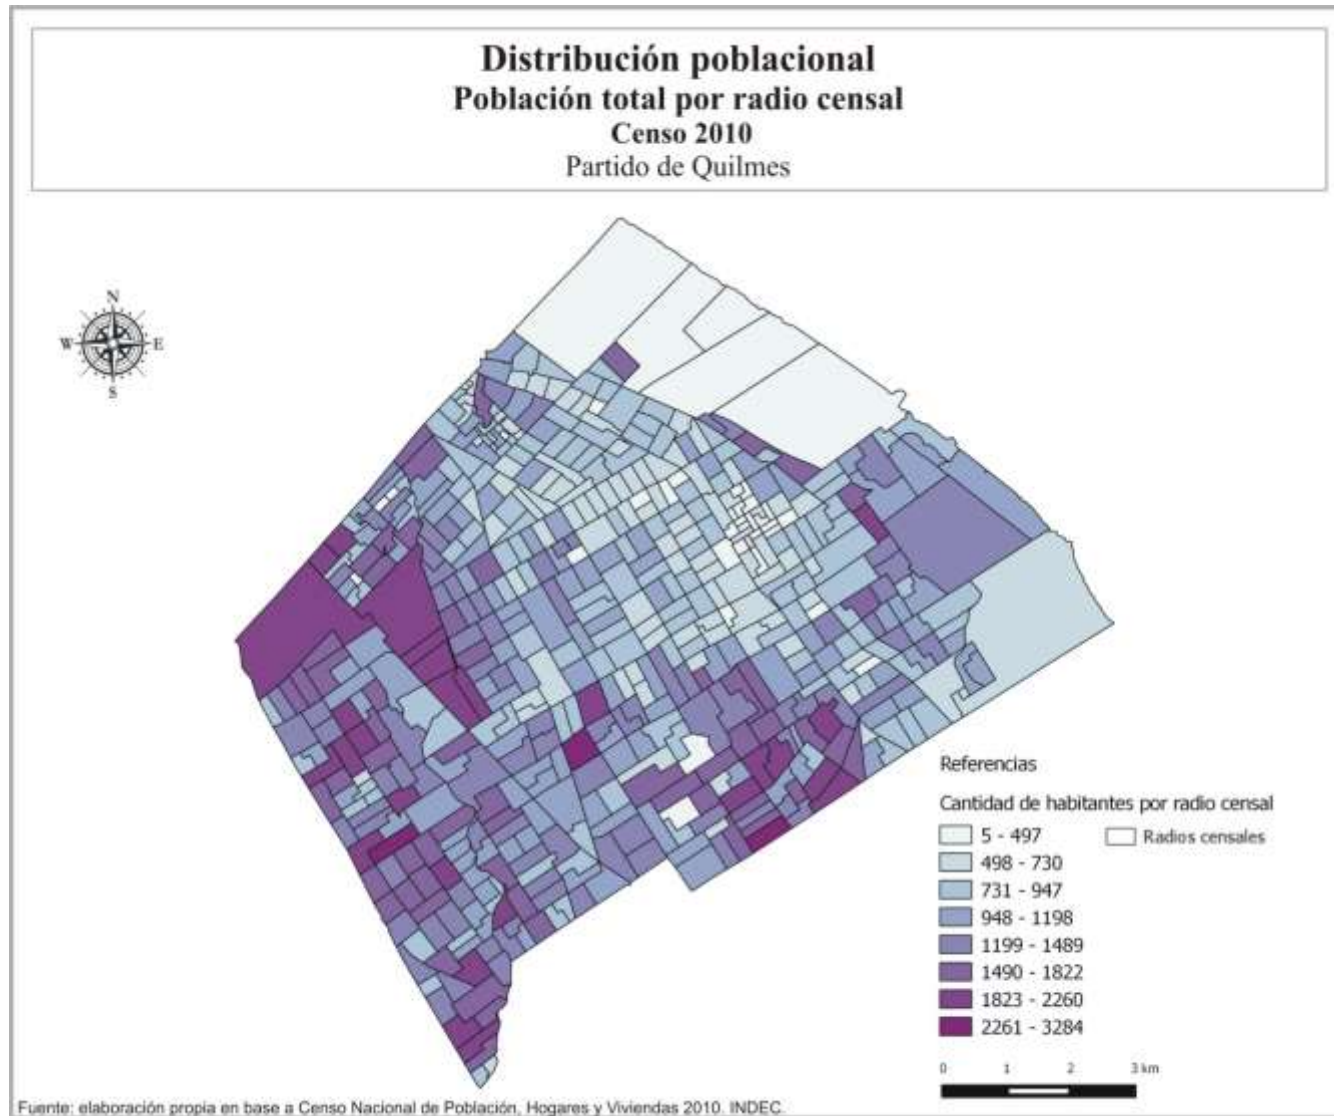 Distribución poblacional
Población total por radio censal
Censo 2010
Partido de Quilmes
N
W E
S
Referencias
Cantidad de habitantes por radio censal
5 - 497 Radios censales
498 - 730
731 - 947
948 - 1198
1199 - 1489
1490 - 1822
1823 - 2260
2261 - 3284
0 1 2 3 km
Fuente: elaboración propia en base a Censo Nacional de Población, Hogares y Viviendas 2010. INDEC.